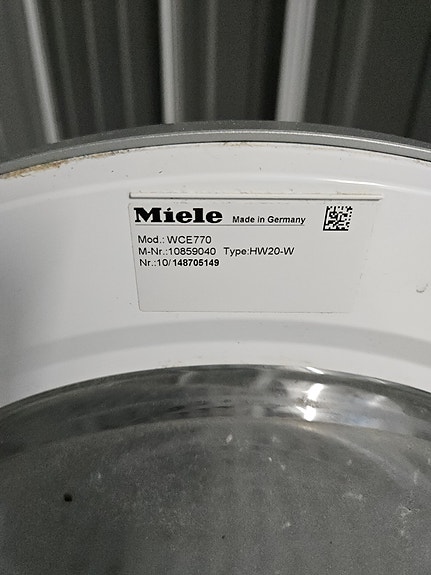 Miele Made in Germany
Mod.: WCE770
M-Nr.:10859040 Type:HW20-W
Nr.:10/ 148705149